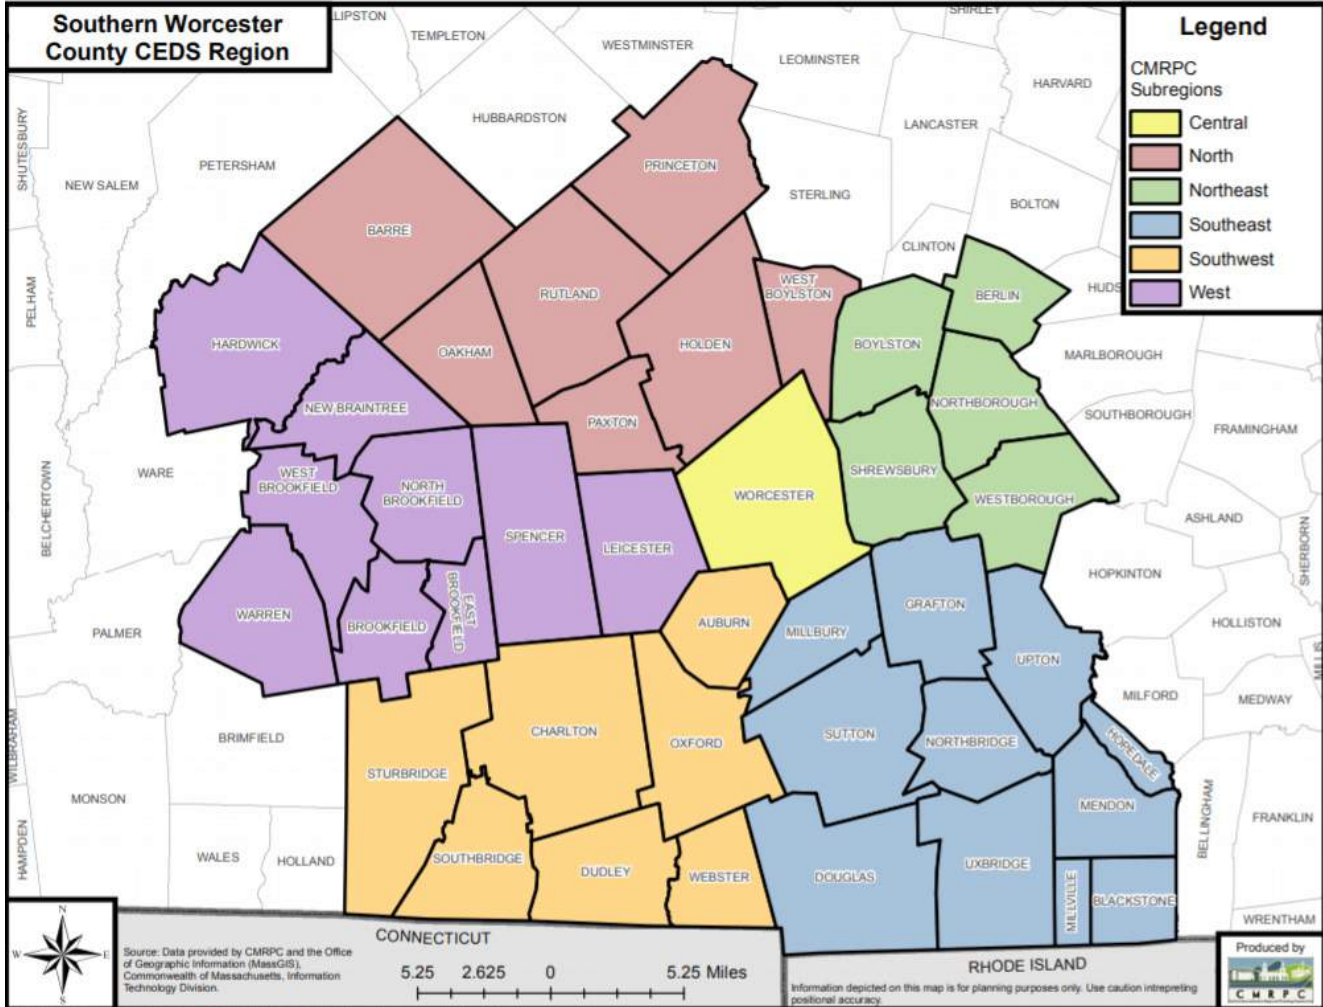 Southern Worcester
County CEDS Region
LIPSTON
TEMPLETON
WESTMINSTER
SHIRLEY
LEOMINSTER
HARVARD
Legend
CMRPC
Subregions
Central
North
Northeast
Southeast
Southwest
West
SHUTESBURY
NEW SALEM
PETERSHAM
HUBBARDSTON
LANCASTER
PRINCETON
STERLING
BOLTON
CLINTON
BARRE
PELHAM
RUTLAND
WEST
BOYLSTON
BERLIN
HUDS
HARDWICK
OAKHAM
HOLDEN
BOYLSTON
MARLBOROUGH
NEW BRAINTREE
PAXTON
NORTHBOROUGH
SOUTHBOROUGH
FRAMINGHAM
BELCHERTOWN
WARE
WEST
BROOKFIELD
NORTH
BROOKFIELD
SHREWSBURY
WORCESTER
WESTBOROUGH
SPENCER
LEICESTER
ASHLAND
SHERBORN
HOPKINTON
WARREN
BROOKFIELD
EAST
BROOKFIELD
AUBURN
MILLBURY
GRAFTON
HOLLISTON
PALMER
UPTON
MILLIS
MILFORD
MEDWAY
WILBRAHAM
BRIMFIELD
CHARLTON
OXFORD
SUTTON
NORTHBRIDGE
HOPEDALE
STURBRIDGE
MONSON
MENDON
BELLINGHAM
FRANKLIN
HAMPDEN
WALES
HOLLAND
SOUTHBRIDGE
DUDLEY
WEBSTER
DOUGLAS
UXBRIDGE
MILLVILLE
BLACKSTONE
WRENTHAM
N
W
E
S
Source: Data provided by CMRPC and the Office
of Geographic Information (MassGIS),
Commonwealth of Massachusetts, Information
Technology Division.
CONNECTICUT
5.25 2.625 0 5.25 Miles
RHODE ISLAND
Information depicted on this map is for planning purposes only. Use caution intrepreting
positional accuracy.
Produced by
CMRPC